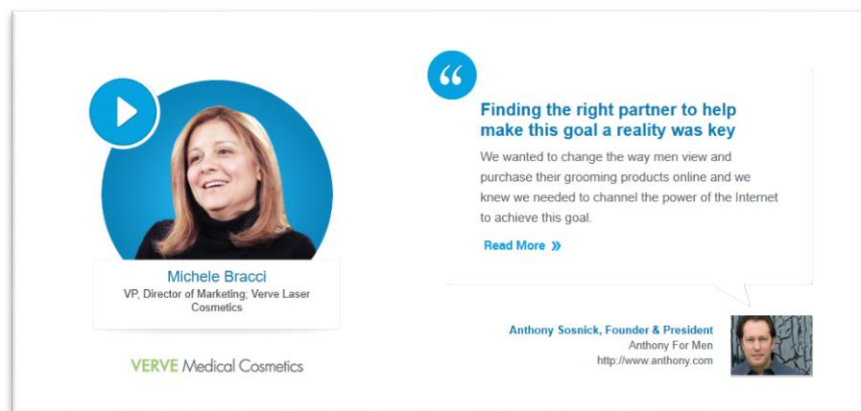 Michele Bracci
VP, Director of Marketing; Verve Laser
Cosmetics
VERVE Medical Cosmetics
“
Finding the right partner to help
make this goal a reality was key
We wanted to change the way men view and
purchase their grooming products online and we
knew we needed to channel the power of the Internet
to achieve this goal.
Read More »
Anthony Sosnick, Founder & President
Anthony For Men
http://www.anthony.com